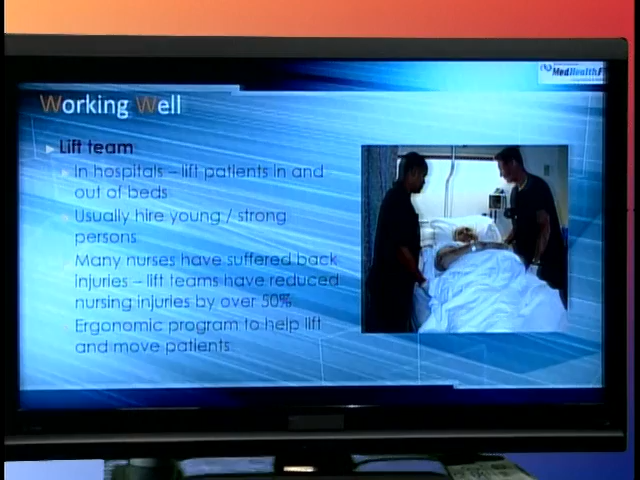 MedHealthF
Working Well
Lift team
In hospitals – lift patients in and
out of beds
Usually hire young / strong
persons
Many nurses have suffered back
injuries – lift teams have reduced
nursing injuries by over 50%
Ergonomic program to help lift
and move patients